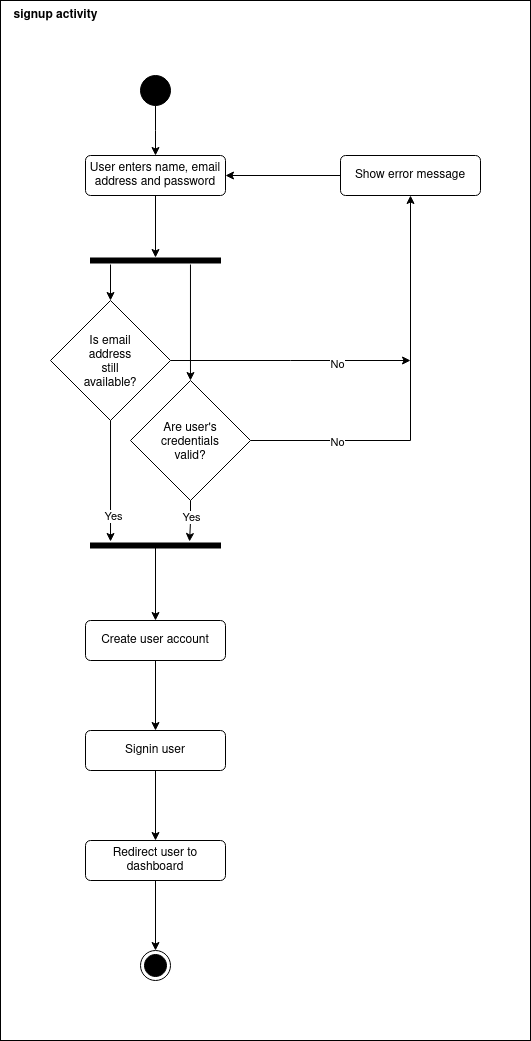 signup activity
User enters name, email
address and password
Show error message
Is email
address
still
available?
No
Are user's
credentials
valid?
No
Yes
Yes
Create user account
Signin user
Redirect user to
dashboard